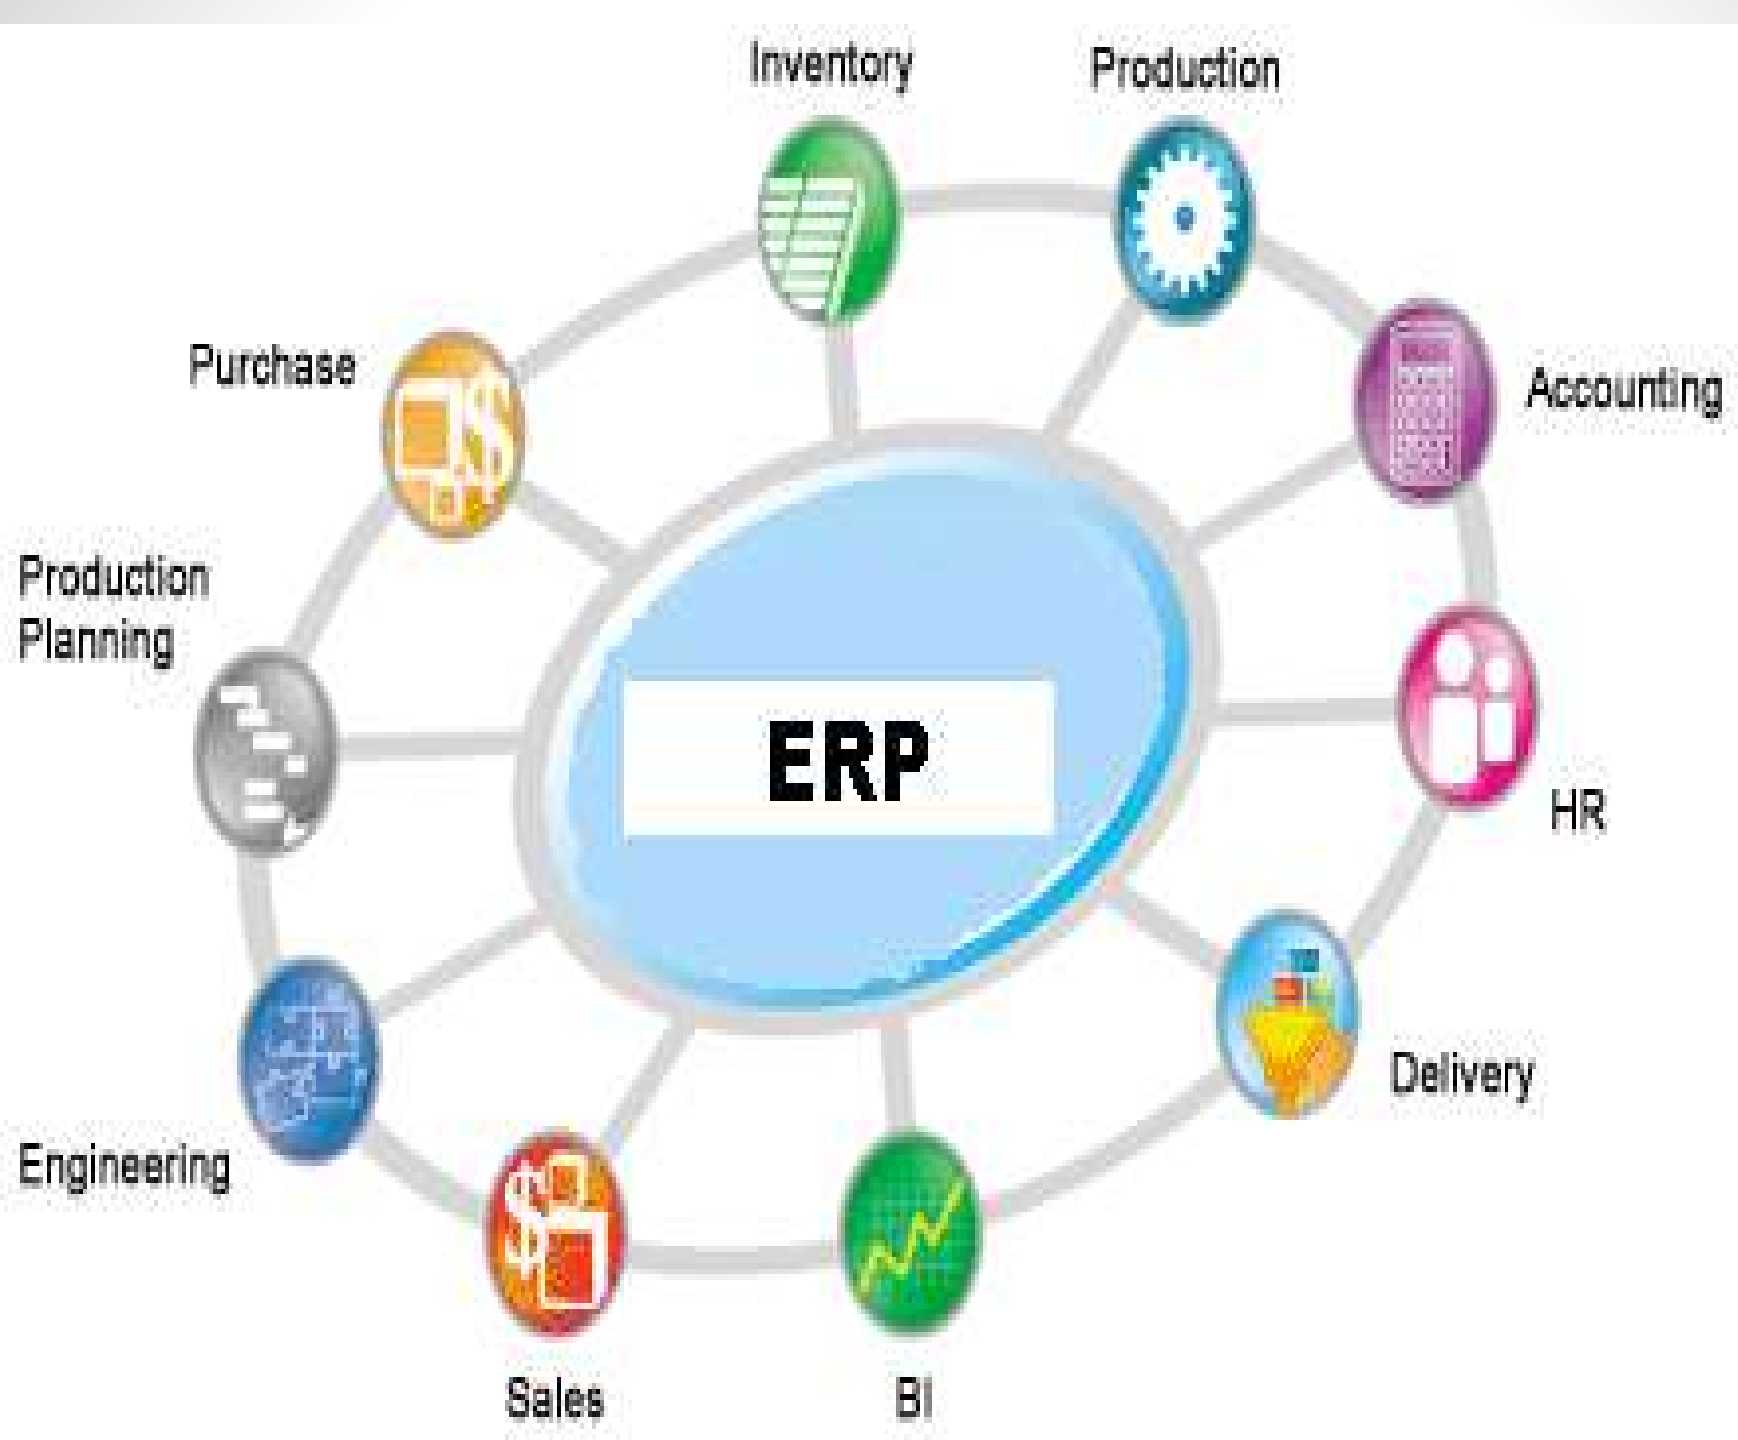 Inventory
Production
Purchase
Accounting
Production
Planning
ERP
HR
Delivery
Engineering
Sales
BI